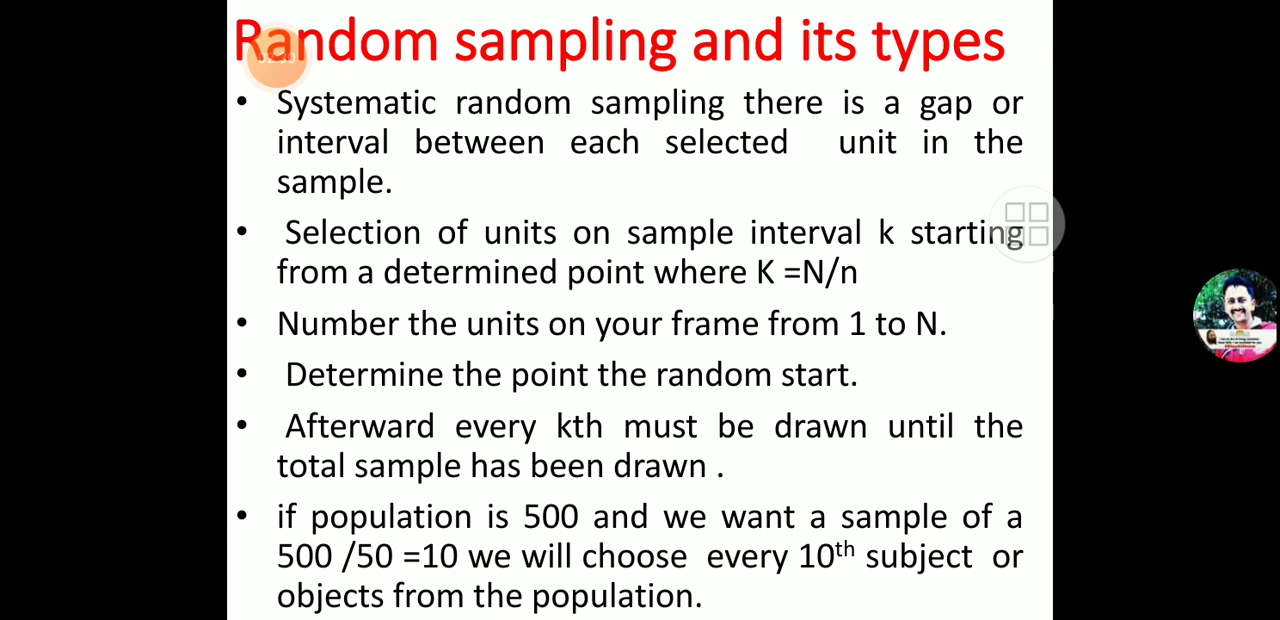 Random sampling and its types
02:30
• Systematic random sampling there is a gap or
interval between each selected unit in the
sample.
• Selection of units on sample interval k starting
from a determined point where K =N/n
• Number the units on your frame from 1 to N.
• Determine the point the random start.
• Afterward every kth must be drawn until the
total sample has been drawn .
• if population is 500 and we want a sample of a
500 /50 =10 we will choose every 10th subject or
objects from the population.